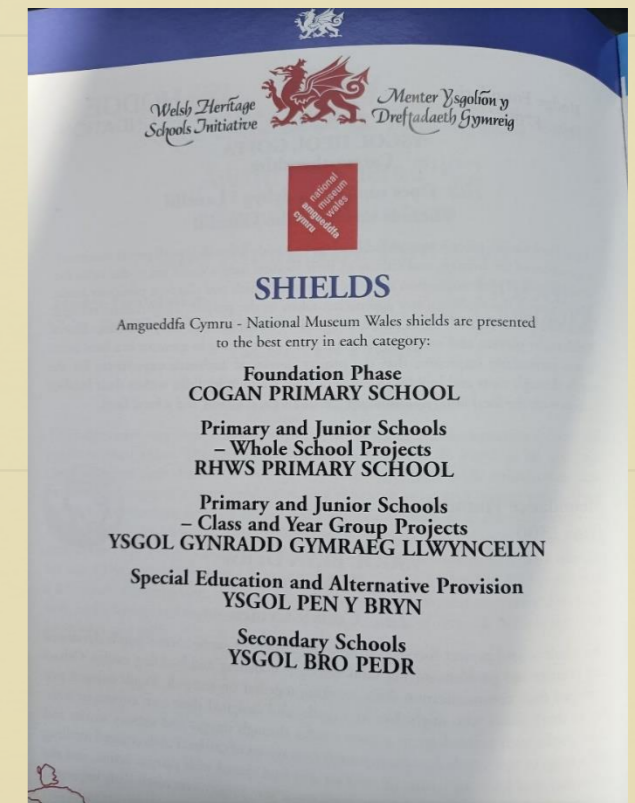 Welsh Heritage
Schools Initiative
Menter Ysgolion y
Dreftadaeth Gymreig
national
museum
wales
amgueddfa
cymru
SHIELDS
Amgueddfa Cymru - National Museum Wales shields are presented
to the best entry in each category:
Foundation Phase
COGAN PRIMARY SCHOOL
Primary and Junior Schools
– Whole School Projects
RHWS PRIMARY SCHOOL
Primary and Junior Schools
– Class and Year Group Projects
YSGOL GYNRADD GYMRAEG LLWYNCELYN
Special Education and Alternative Provision
YSGOL PEN Y BRYN
Secondary Schools
YSGOL BRO PEDR